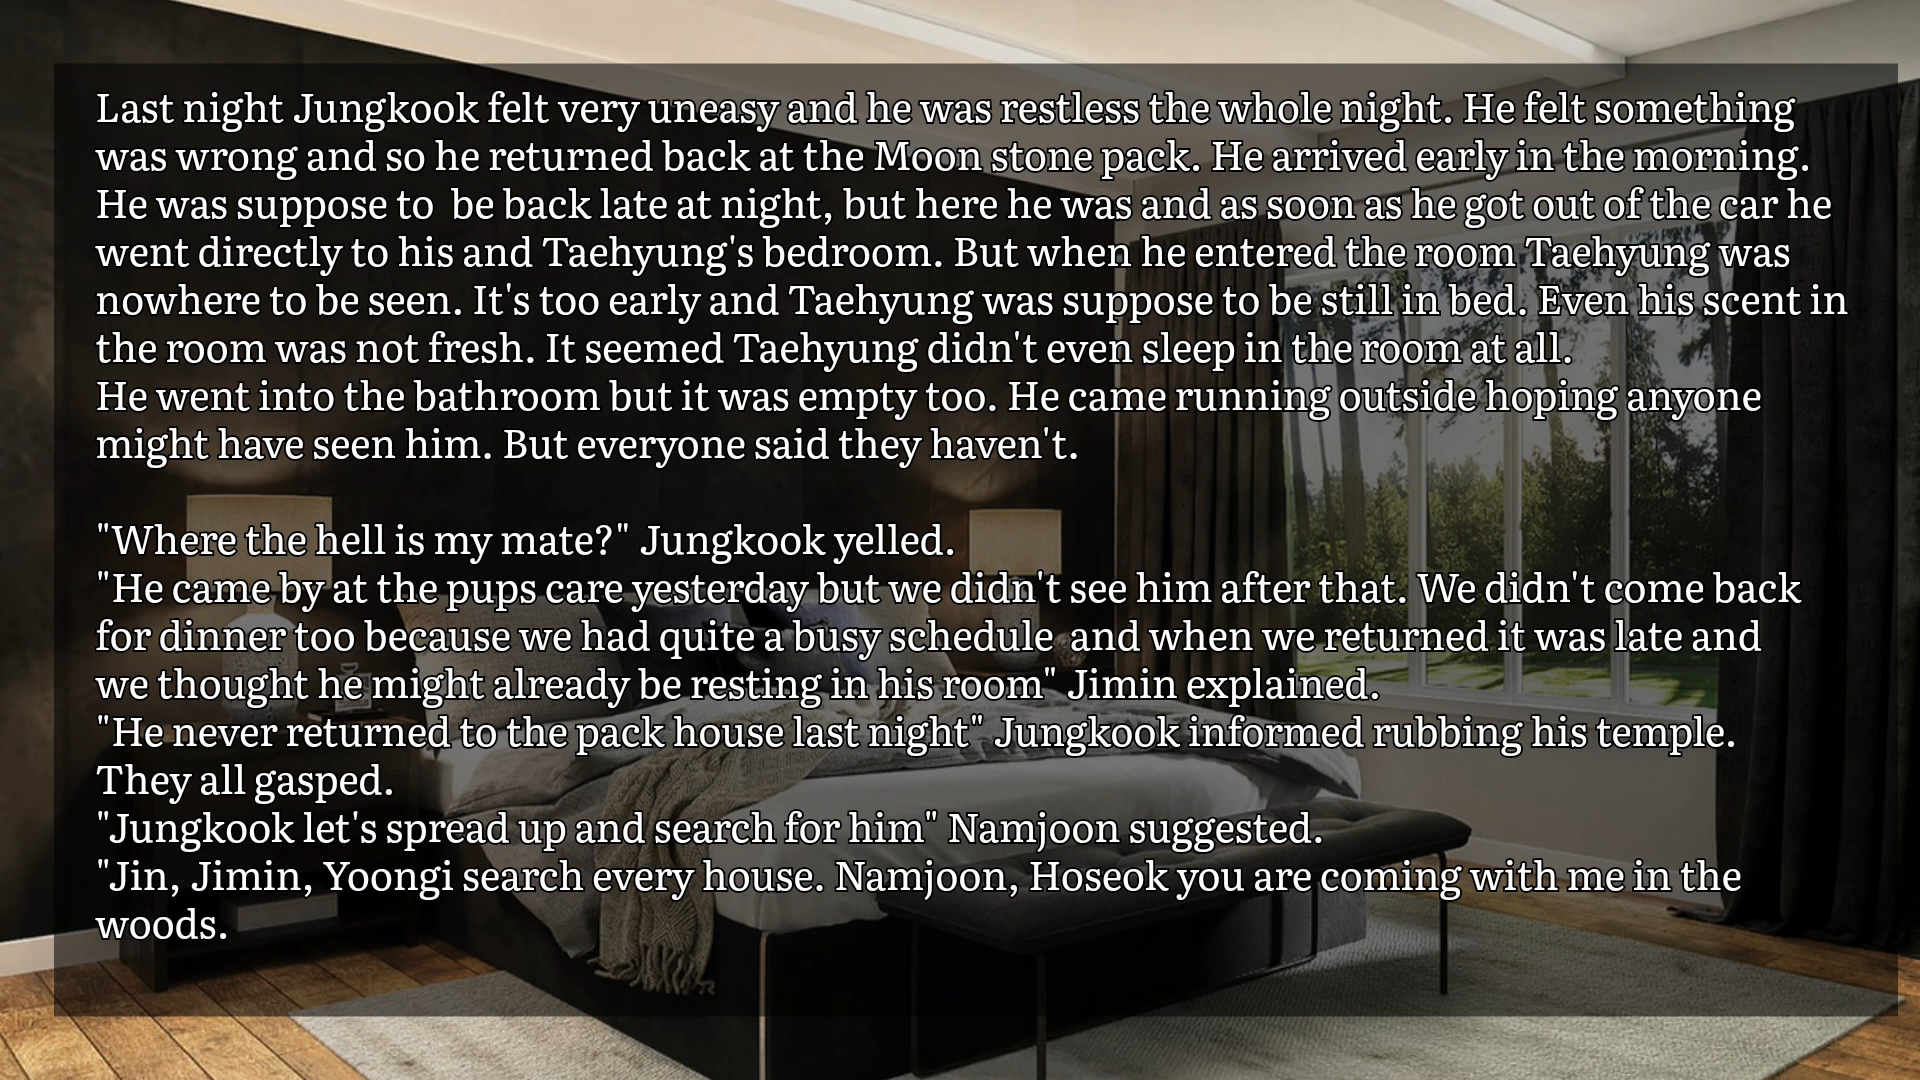 Last night Jungkook felt very uneasy and he was restless the whole night. He felt something
was wrong and so he returned back at the Moon stone pack. He arrived early in the morning.
He was suppose to  be back late at night, but here he was and as soon as he got out of the car he
went directly to his and Taehyung's bedroom. But when he entered the room Taehyung was
nowhere to be seen. It's too early and Taehyung was suppose to be still in bed. Even his scent in
the room was not fresh. It seemed Taehyung didn't even sleep in the room at all.
He went into the bathroom but it was empty too. He came running outside hoping anyone
might have seen him. But everyone said they haven't.

"Where the hell is my mate?" Jungkook yelled.
"He came by at the pups care yesterday but we didn't see him after that. We didn't come back
for dinner too because we had quite a busy schedule  and when we returned it was late and
we thought he might already be resting in his room" Jimin explained.
"He never returned to the pack house last night" Jungkook informed rubbing his temple.
They all gasped.
"Jungkook let's spread up and search for him" Namjoon suggested.
"Jin, Jimin, Yoongi search every house. Namjoon, Hoseok you are coming with me in the
woods.